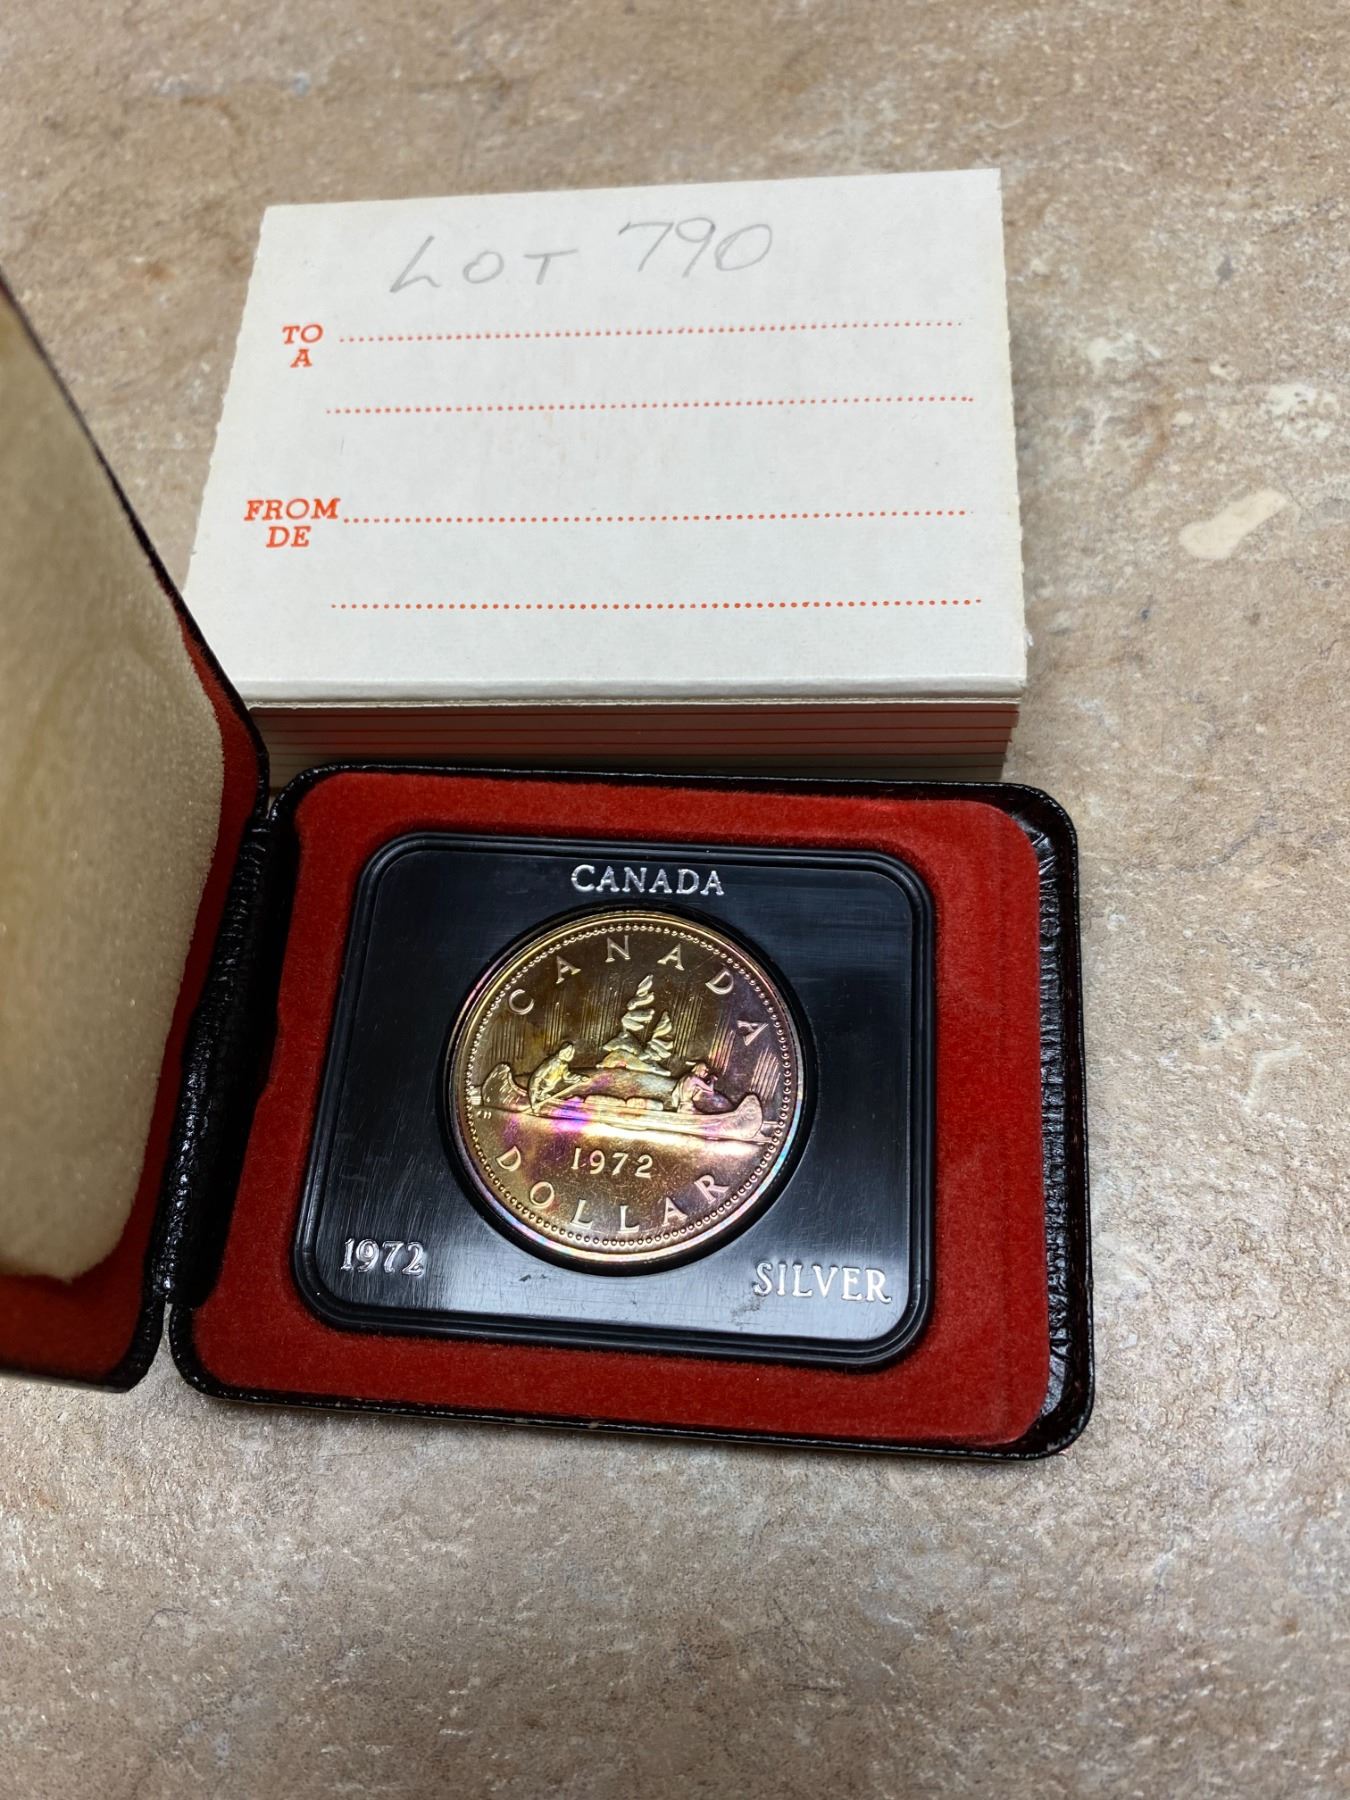 LOT 790
TO
A
FROM
DE
CANADA
CANADA
1972
DOLLAR
1972
SILVER